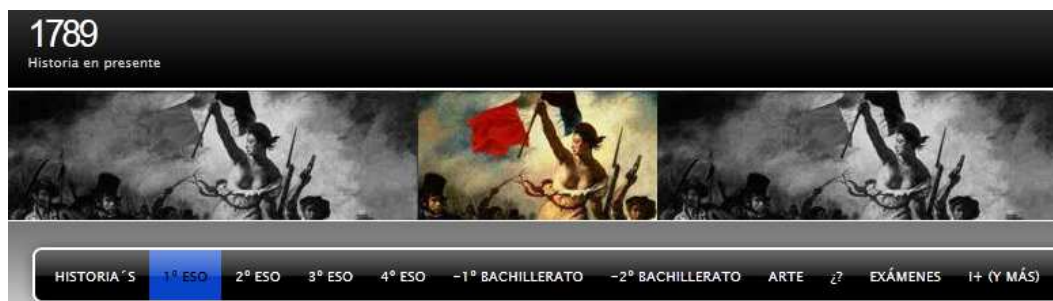 1789
Historia en presente
HISTORIA´S 1º ESO 2º ESO 3º ESO 4º ESO -1º BACHILLERATO -2º BACHILLERATO ARTE ¿? EXÁMENES I+ (Y MÁS)